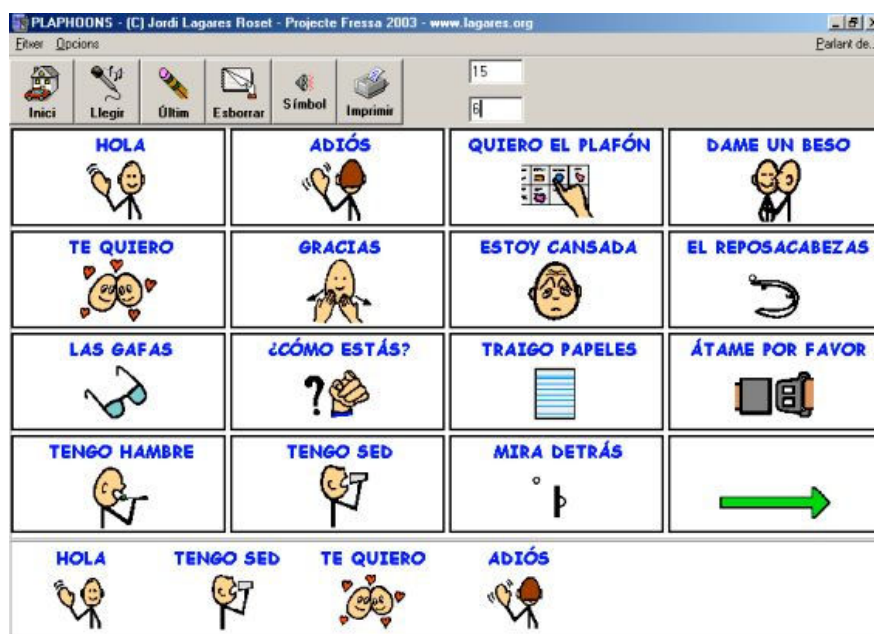 PLAPHOONS - (C) Jordi Lagares Roset - Projecte Fressa 2003 - www.lagares.org
Fitxer Opcions Parlant de...
15
Inici Llegir Últim Esborrar Símbol Imprimir
6
HOLA ADIÓS QUIERO EL PLAFÓN DAME UN BESO
TE QUIERO GRACIAS ESTOY CANSADA EL REPOSACABEZAS
LAS GAFAS ¿CÓMO ESTÁS? TRAIGO PAPELES ÁTAME POR FAVOR
TENGO HAMBRE TENGO SED MIRA DETRÁS
HOLA TENGO SED TE QUIERO ADIÓS